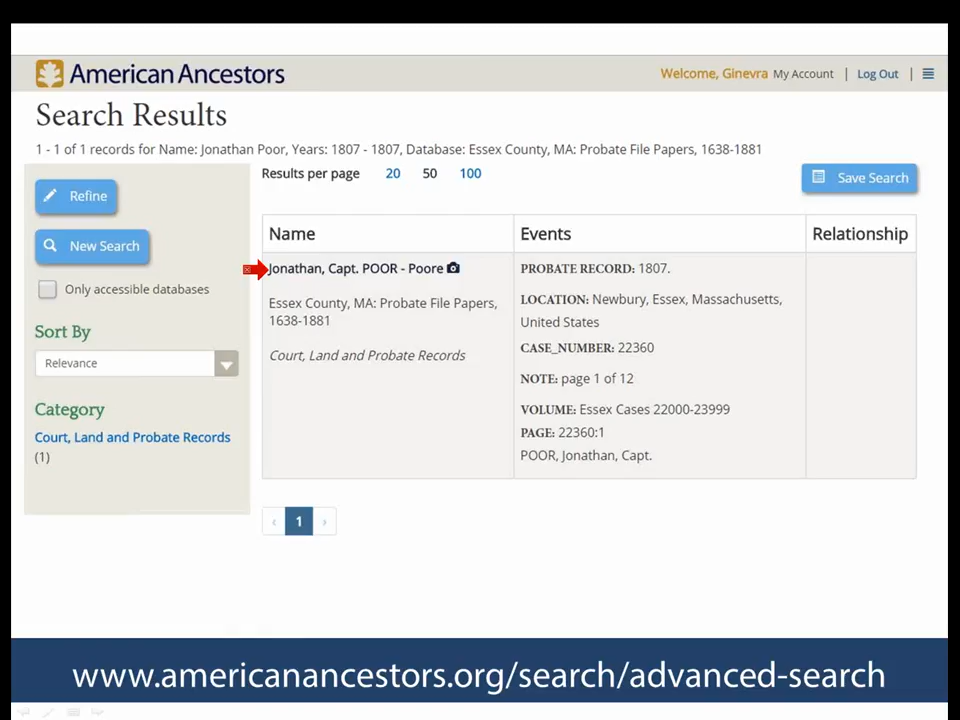 American Ancestors
Welcome, Ginevra My Account | Log Out |
Search Results
1 - 1 of 1 records for Name: Jonathan Poor, Years: 1807 - 1807, Database: Essex County, MA: Probate File Papers, 1638-1881
Refine
New Search
Only accessible databases
Sort By
Relevance
Category
Court, Land and Probate Records
(1)
Results per page 20 50 100
Save Search
Name Events Relationship
Jonathan, Capt. POOR - Poore
Essex County, MA: Probate File Papers,
1638-1881
Court, Land and Probate Records
PROBATE RECORD: 1807.
LOCATION: Newbury, Essex, Massachusetts,
United States
CASE_NUMBER: 22360
NOTE: page 1 of 12
VOLUME: Essex Cases 22000-23999
PAGE: 22360:1
POOR, Jonathan, Capt.
‹ 1 ›
www.americanancestors.org/search/advanced-search